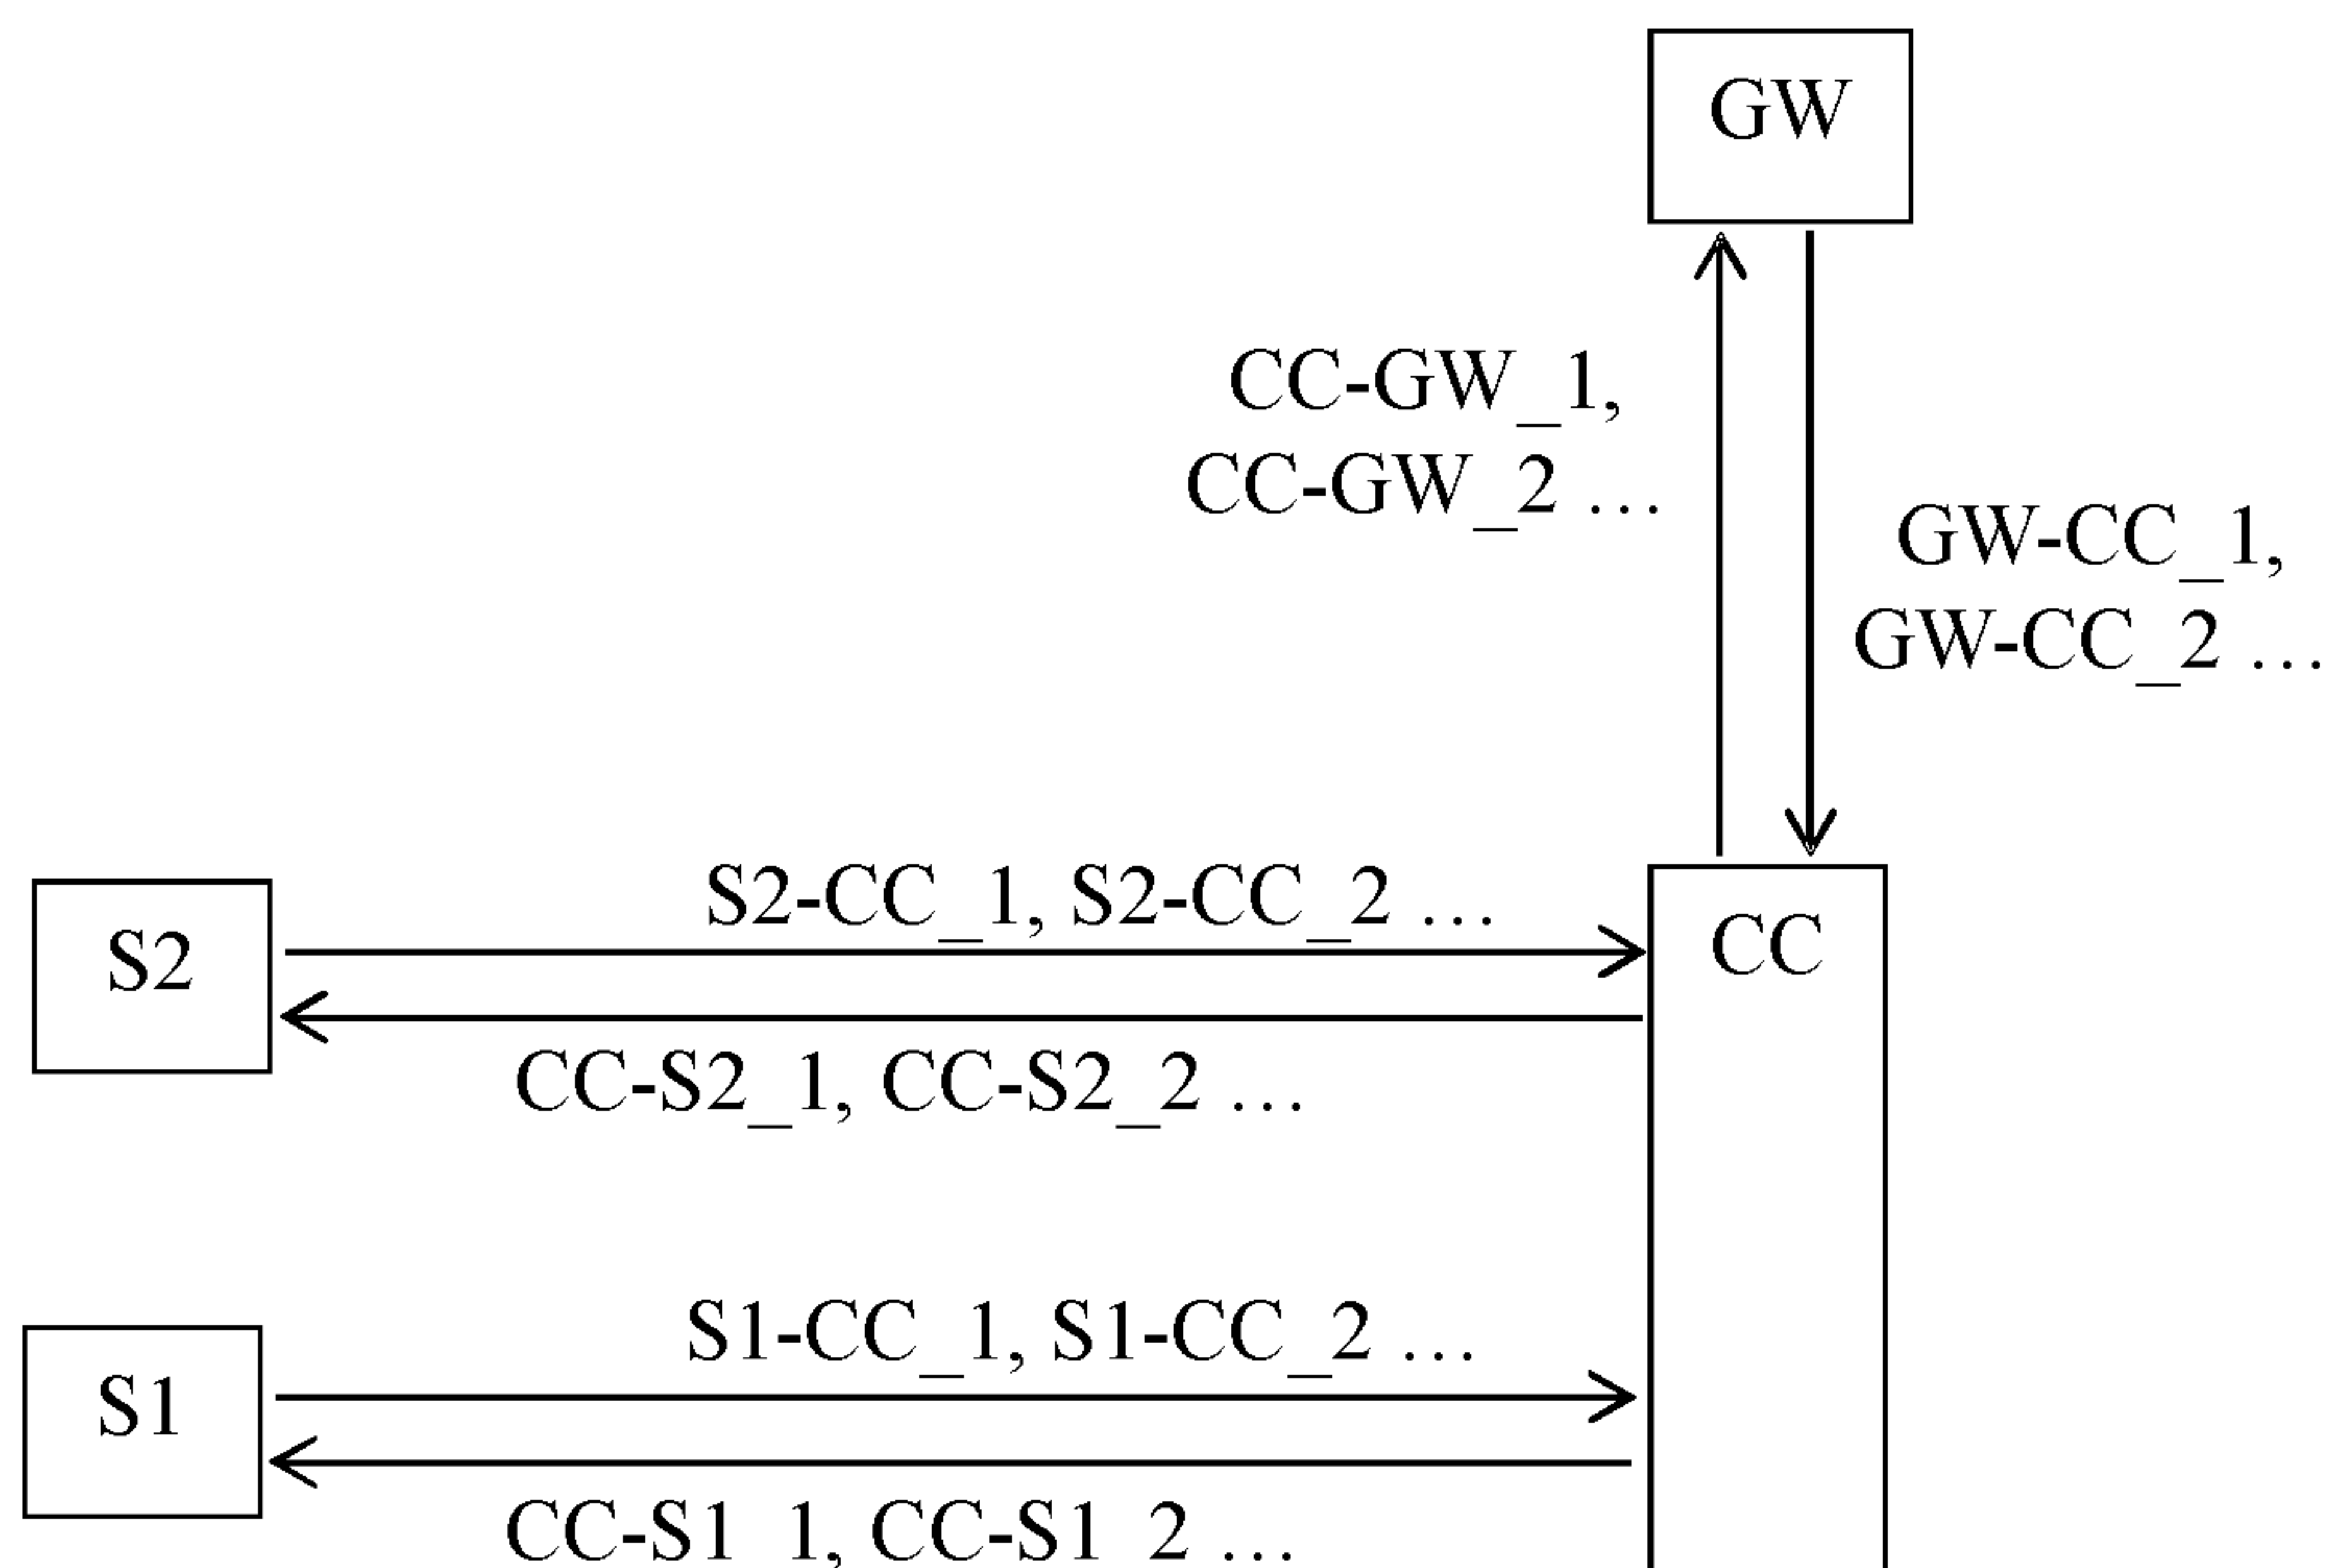 GW
CC-GW_1,
CC-GW_2 ...
GW-CC_1,
GW-CC_2 ...
S2-CC_1, S2-CC_2 ...
S2
CC
CC-S2_1, CC-S2_2 ...
S1-CC_1, S1-CC_2 ...
S1
CC-S1_1, CC-S1_2 ...